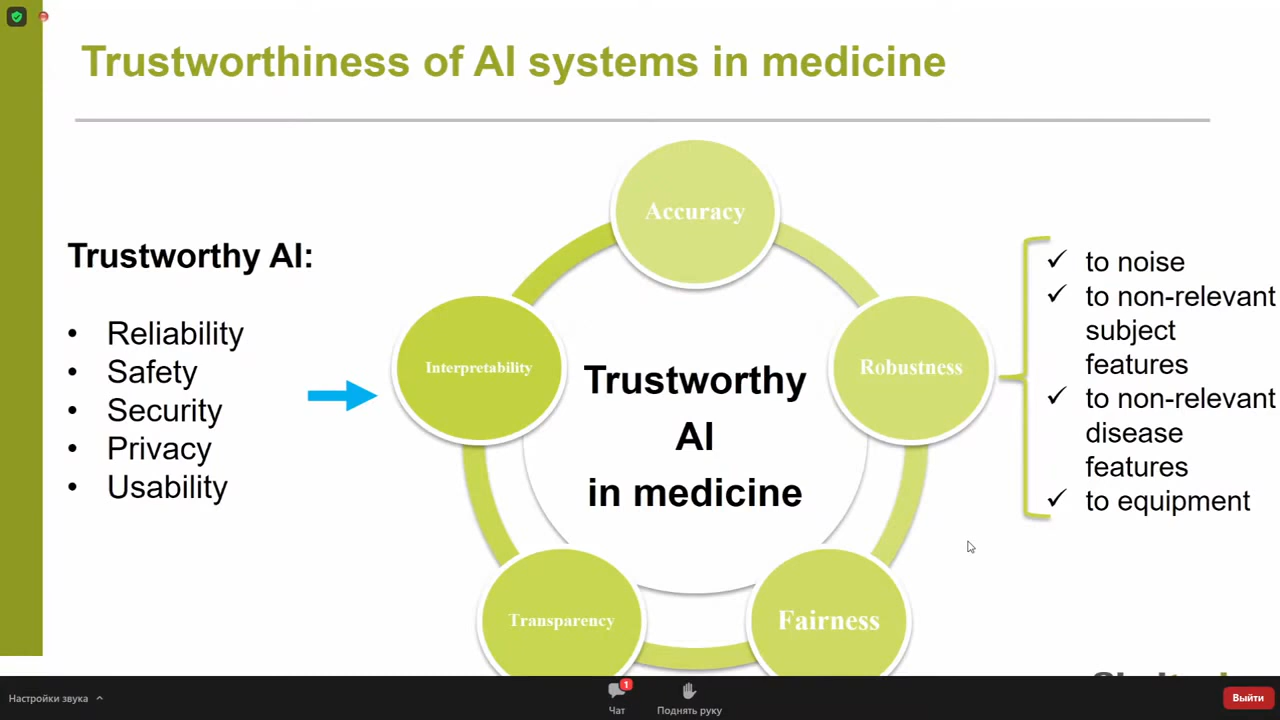 Trustworthiness of AI systems in medicine
Trustworthy AI:
• Reliability
• Safety
• Security
• Privacy
• Usability
Accuracy
Interpretability
Robustness
Trustworthy
AI
in medicine
Transparency
Fairness
✓ to noise
✓ to non-relevant
subject
features
✓ to non-relevant
disease
features
✓ to equipment
Настройки звука
Чат
1
Поднять руку
Выйти